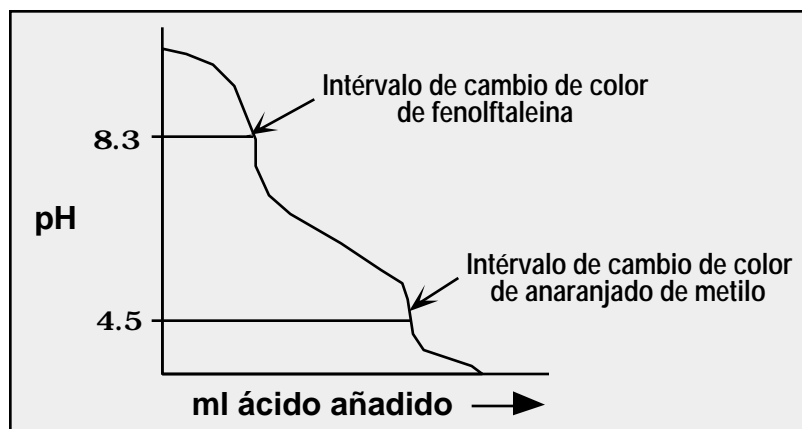 Intérvalo de cambio de color
de fenolftaleina
8.3
pH
Intérvalo de cambio de color
de anaranjado de metilo
4.5
ml ácido añadido